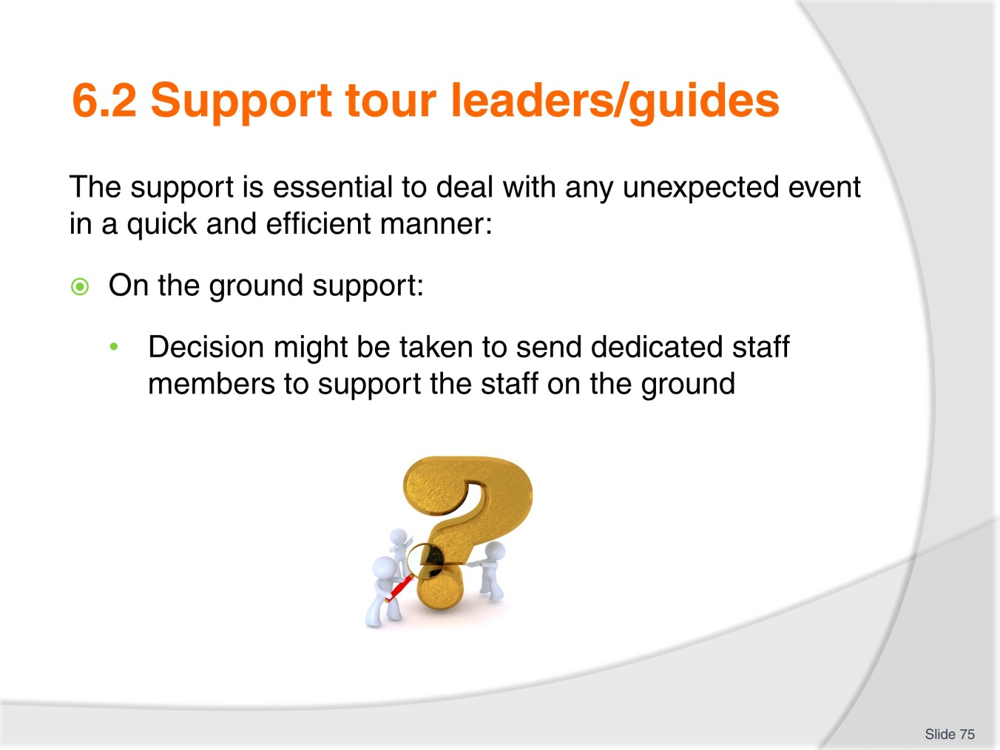 6.2 Support tour leaders/guides
The support is essential to deal with any unexpected event
in a quick and efficient manner:
On the ground support:
• Decision might be taken to send dedicated staff
members to support the staff on the ground
?
Slide 75